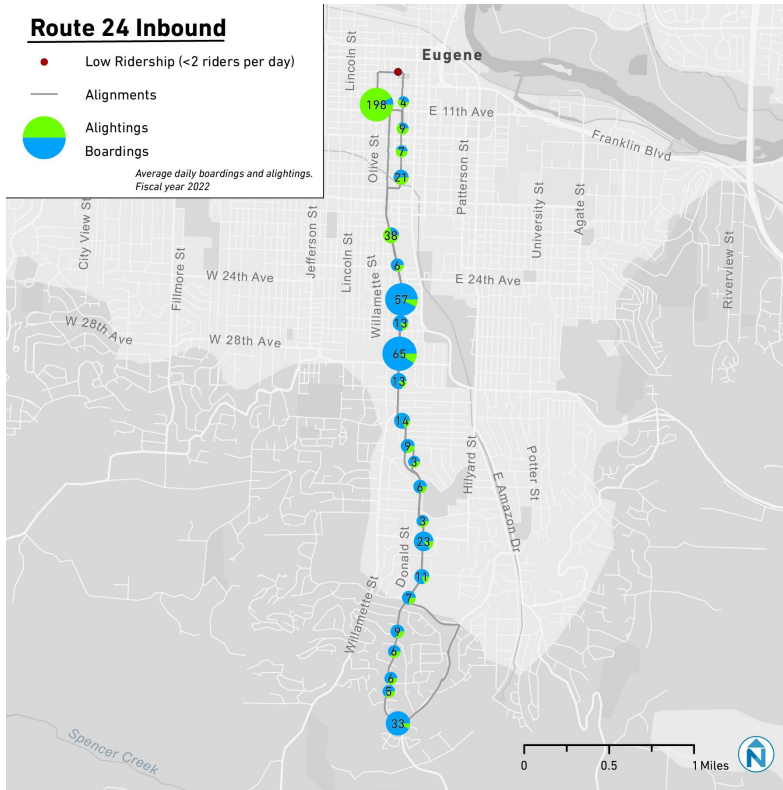 Route 24 Inbound
Low Ridership (<2 riders per day)
Alignments
Alightings
Boardings
Average daily boardings and alightings.
Fiscal year 2022
Lincoln St
Eugene
198
4
E 11th Ave
9
Franklin Blvd
7
Olive St
21
Patterson St
University St
Agate St
City View St
Fillmore St
Jefferson St
Lincoln St
38
Riverview St
6
W 24th Ave
Willamette St
E 24th Ave
57
13
W 28th Ave
W 28th Ave
65
13
14
9
3
Hilyard St
Potter St
6
E Amazon Dr
3
23
Donald St
11
7
Willamette St
9
6
6
5
33
Spencer Creek
0
0.5
1 Miles
N